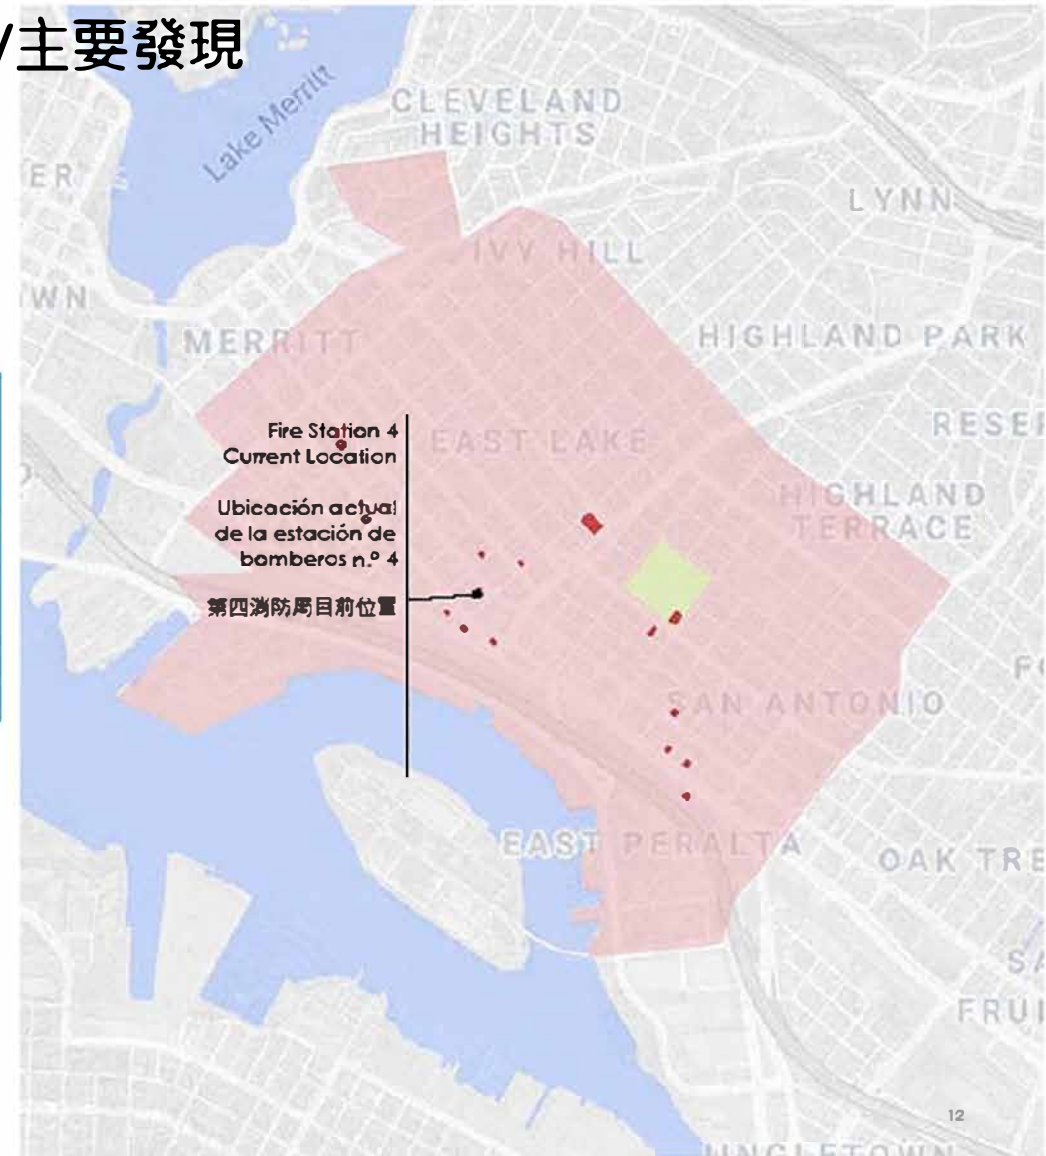 /主要發現
Lake Merritt
CLEVELAND
HEIGHTS
ER
LYNN
IVY HILL
WN
MERRITT
HIGHLAND PARK
RESER
Fire Station 4
Current Location
EAST LAKE
HIGHLAND
TERRACE
Ubicación actual
de la estación de
bomberos n.º 4
第四消防局目前位置
SAN ANTONIO
EAST PERALTA
OAK TRE
FRUI
12